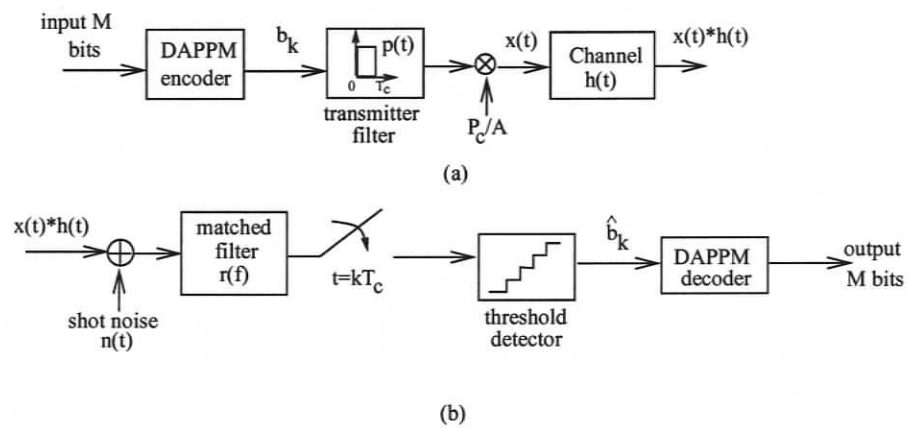 input M
bits
DAPPM
encoder
b_k
p(t)
0 T_c
transmitter
filter
x(t)
P_c/A
Channel
h(t)
x(t)*h(t)
(a)
x(t)*h(t)
shot noise
n(t)
matched
filter
r(f)
t=kT_c
threshold
detector
b̂_k
DAPPM
decoder
output
M bits
(b)